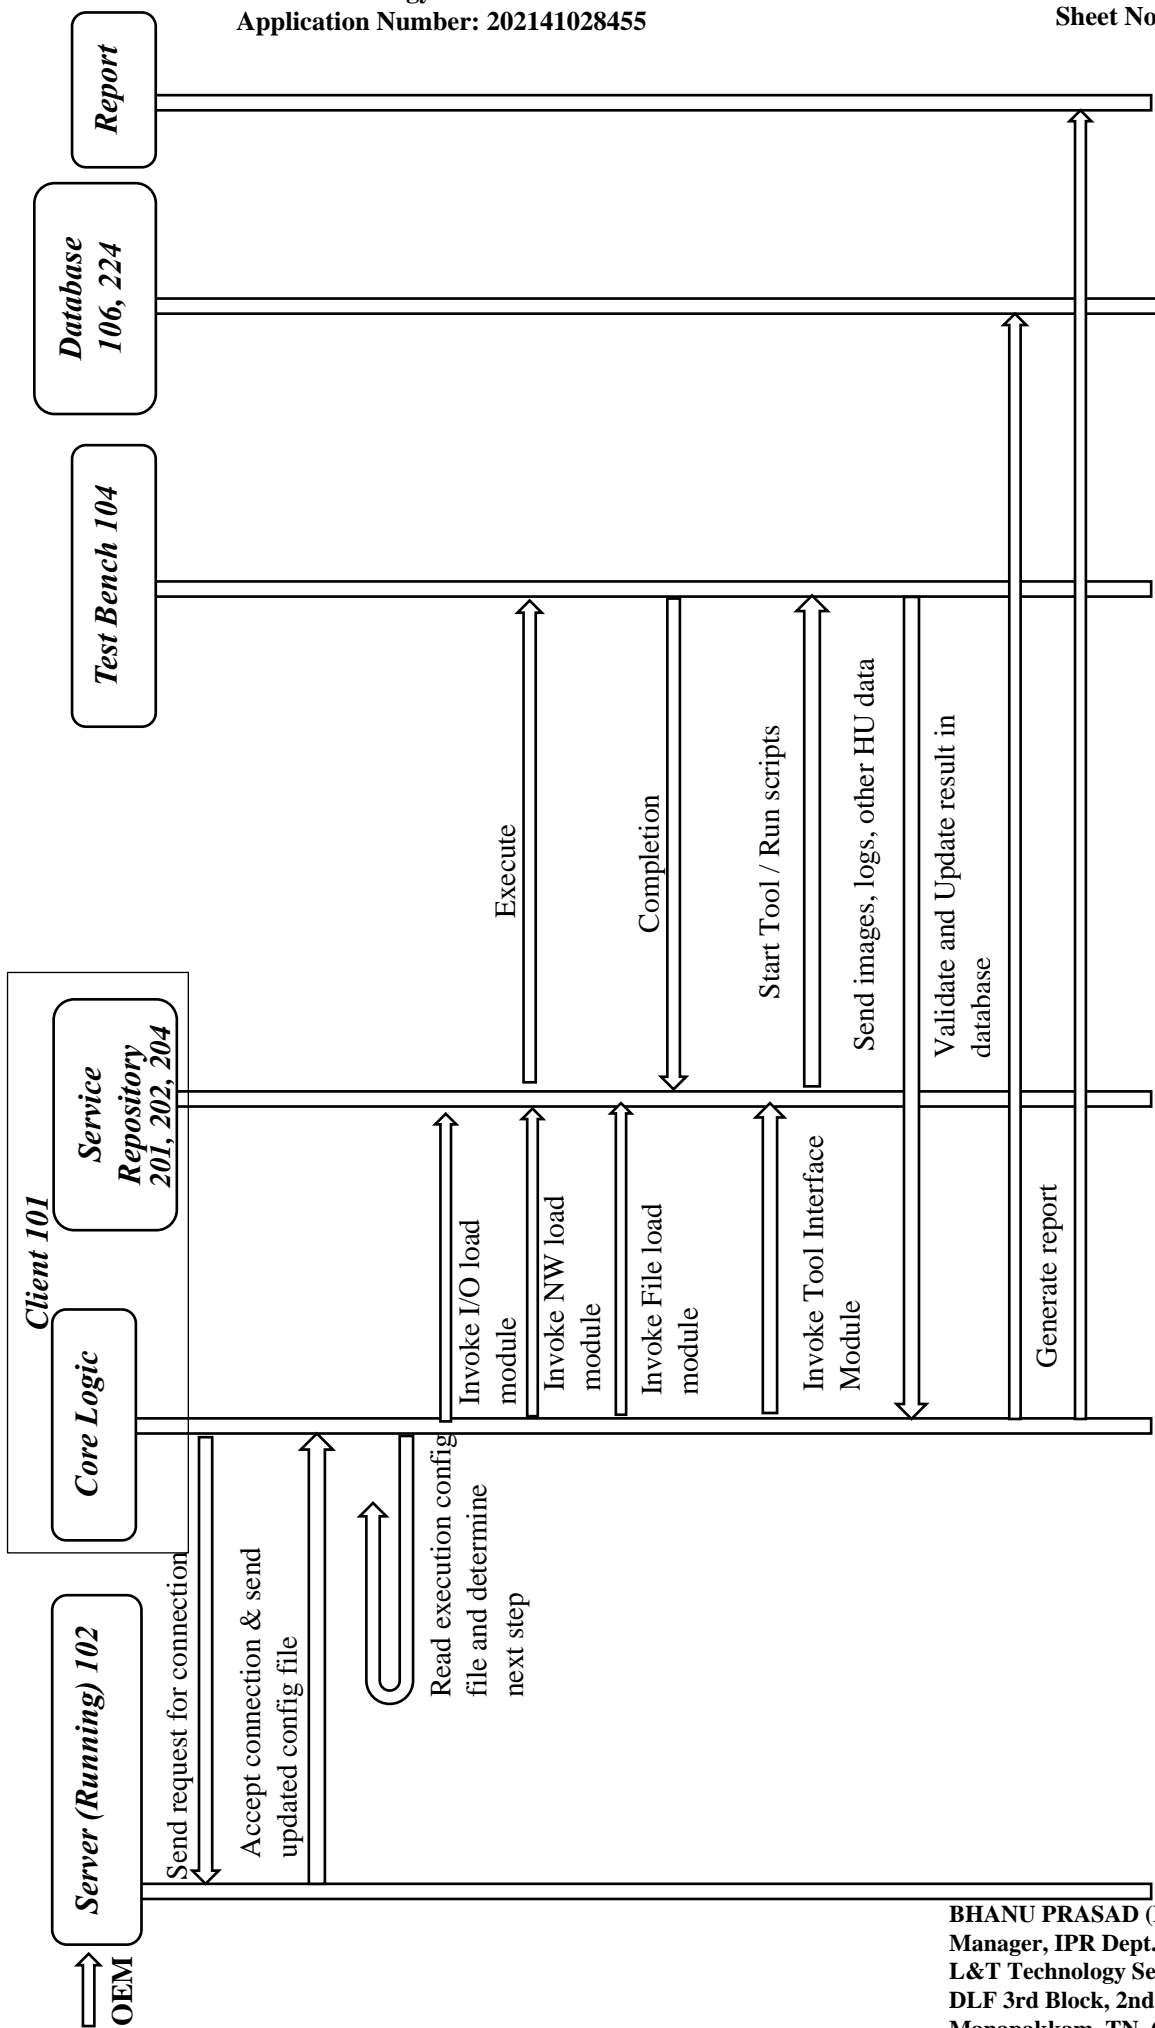 Application Number: 202141028455
Sheet No
OEM
Server (Running) 102
Client 101
Core Logic
Service
Repository
201, 202, 204
Test Bench 104
Database
106, 224
Report
Send request for connection
Accept connection & send
updated config file
Read execution config
file and determine
next step
Invoke I/O load
module
Invoke NW load
module
Invoke File load
module
Invoke Tool Interface
Module
Execute
Completion
Start Tool / Run scripts
Send images, logs, other HU data
Validate and Update result in
database
Generate report
BHANU PRASAD (
Manager, IPR Dept.
L&T Technology Se
DLF 3rd Block, 2nd